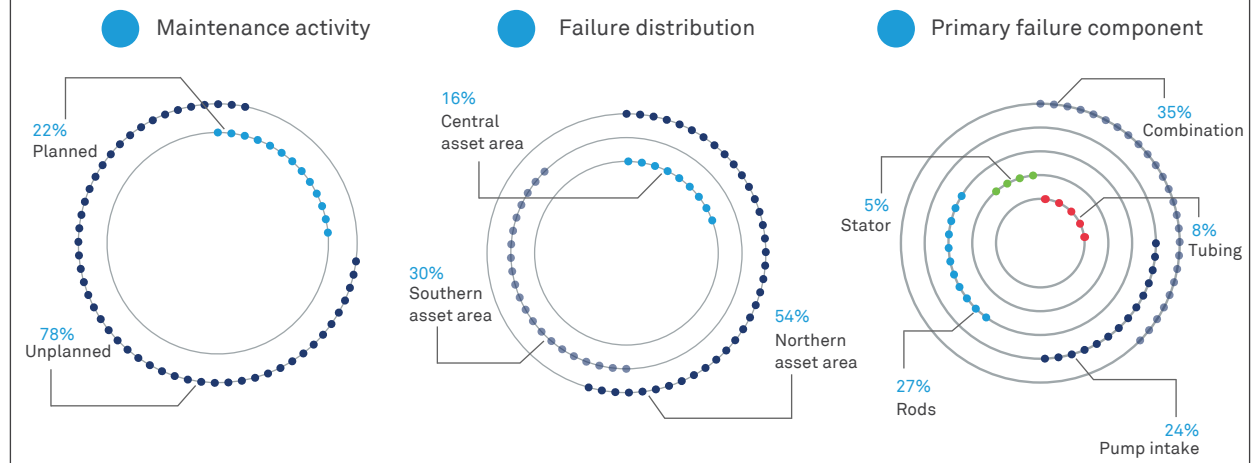 Maintenance activity
22%
Planned
78%
Unplanned
Failure distribution
16%
Central
asset area
30%
Southern
asset area
54%
Northern
asset area
Primary failure component
35%
Combination
5%
Stator
8%
Tubing
27%
Rods
24%
Pump intake